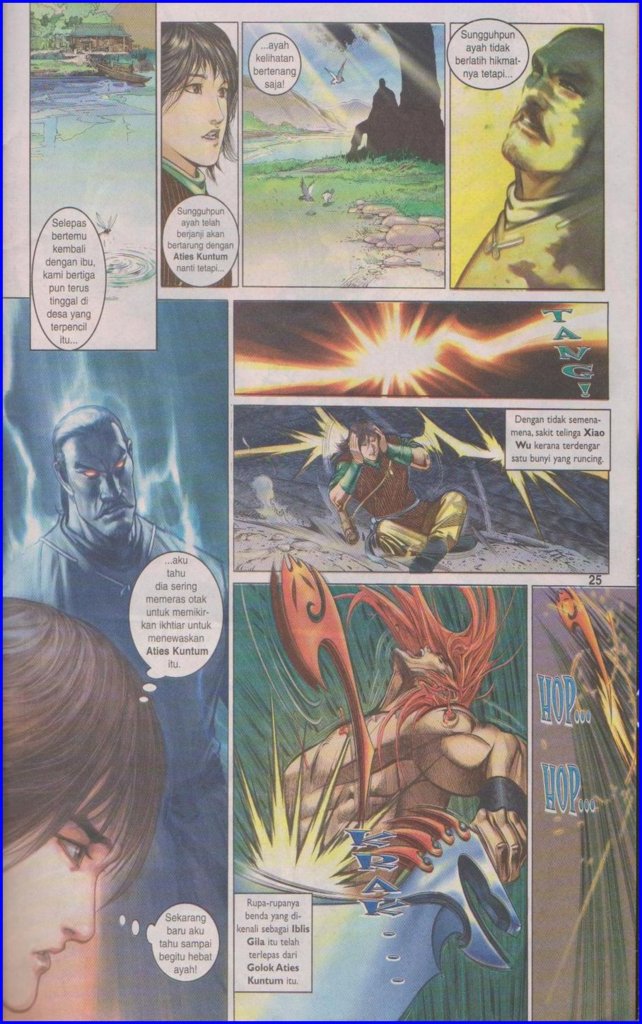 Selepas
bertemu
kembali
dengan ibu,
kami bertiga
pun terus
tinggal di
desa yang
terpencil
itu...
Sungguhpun
ayah telah
berjanji akan
bertarung dengan
Aties Kuntum
nanti tetapi...
...ayah
kelihatan
bertenang
saja!
Sungguhpun
ayah tidak
berlatih hikmat-
nya tetapi...
TANG!
Dengan tidak semena-
mena, sakit telinga Xiao
Wu kerana terdengar
satu bunyi yang runcing.
25
...aku
tahu
dia sering
memeras otak
untuk memikir-
kan ikhtiar untuk
menewaskan
Aties Kuntum
itu.
Sekarang
baru aku
tahu sampai
begitu hebat
ayah!
KRAK...
Rupa-rupanya
benda yang di-
kenali sebagai Iblis
Gila itu telah
terlepas dari
Golok Aties
Kuntum itu.
HOP...
HOP...